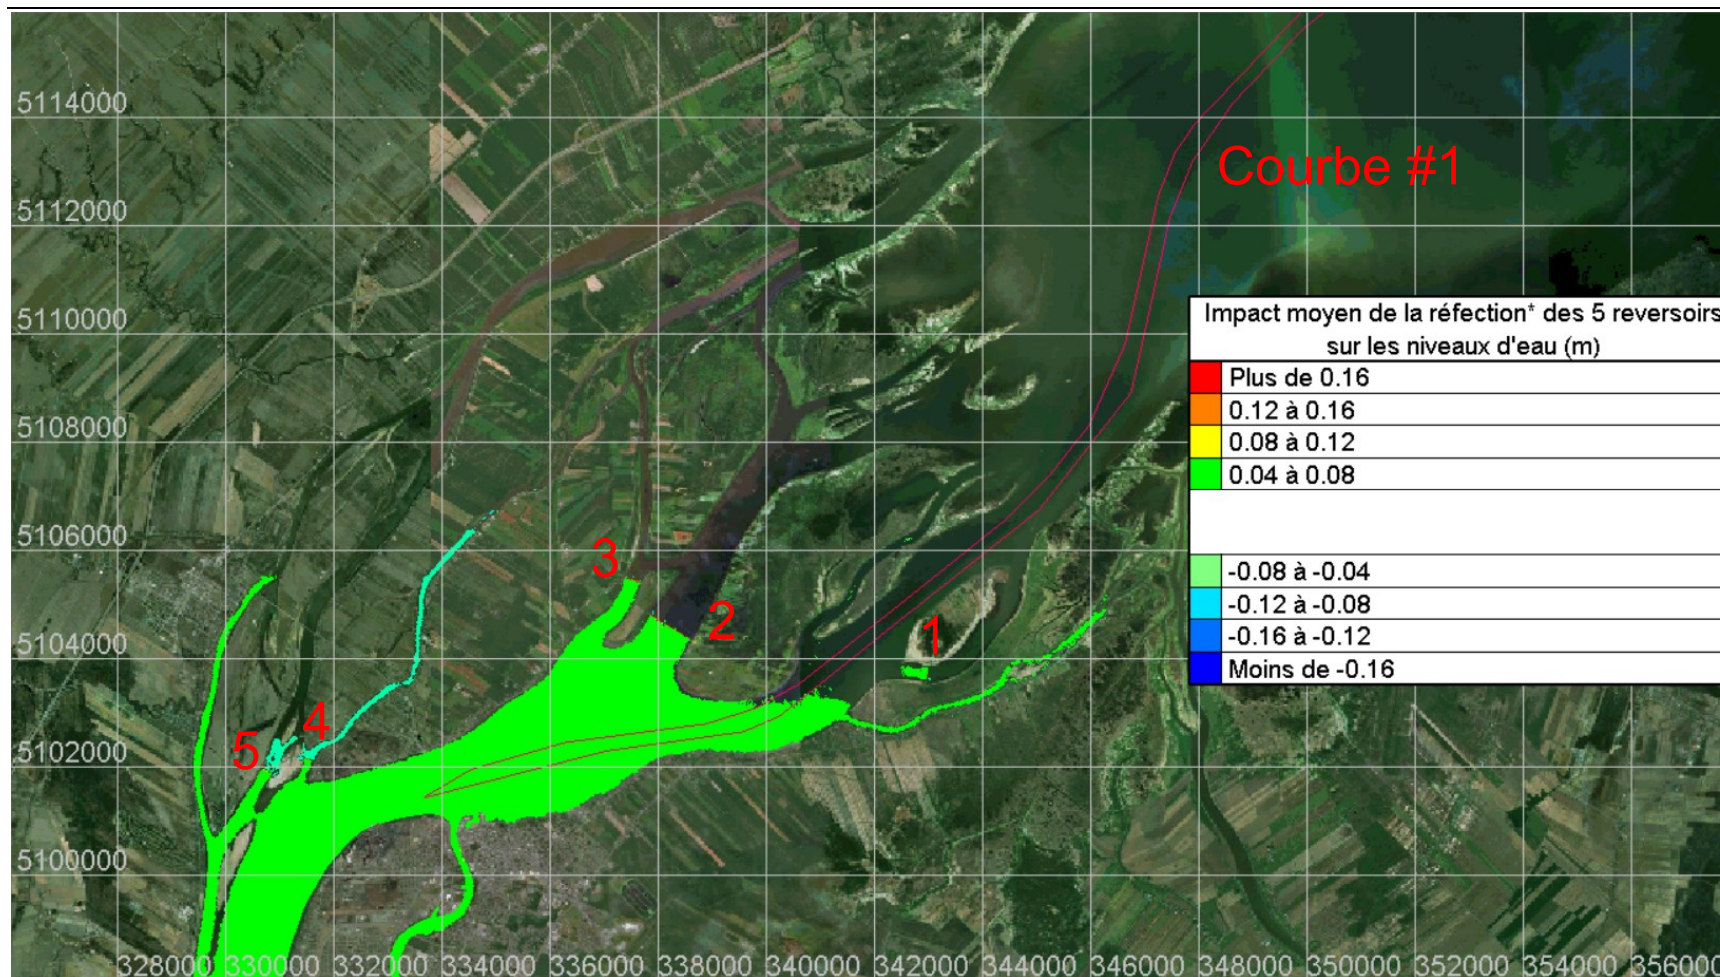 5114000
Courbe #1
5112000
Impact moyen de la réfection* des 5 reversoirs
sur les niveaux d'eau (m)
5110000
Plus de 0.16
0.12 à 0.16
5108000
0.08 à 0.12
0.04 à 0.08
5106000
3
-0.08 à -0.04
-0.12 à -0.08
2
1
5104000
-0.16 à -0.12
Moins de -0.16
4
5
5102000
5100000
328000 330000 332000 334000 336000 338000 340000 342000 344000 346000 348000 350000 352000 354000 356000